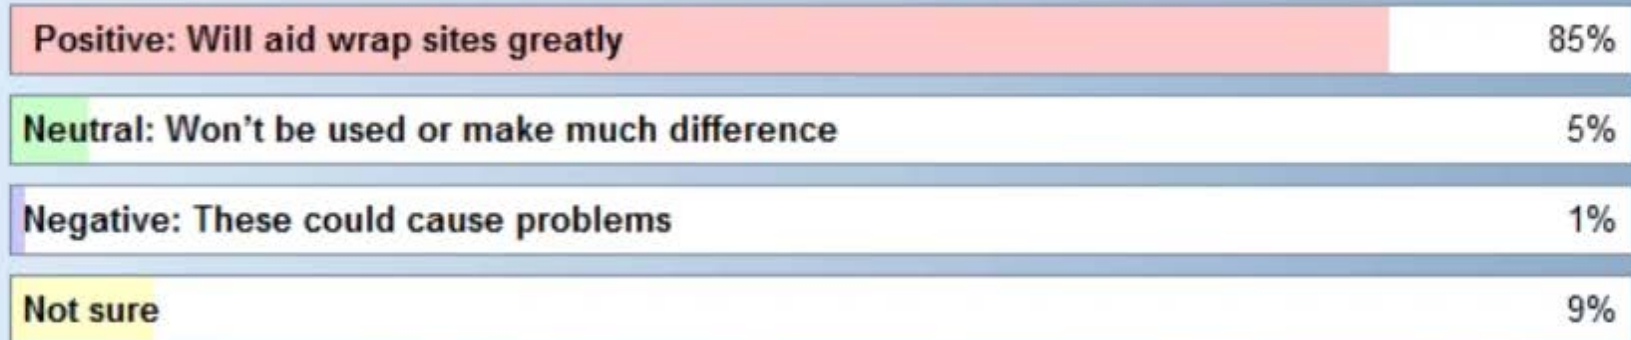 Positive: Will aid wrap sites greatly 85%
Neutral: Won’t be used or make much difference 5%
Negative: These could cause problems 1%
Not sure 9%